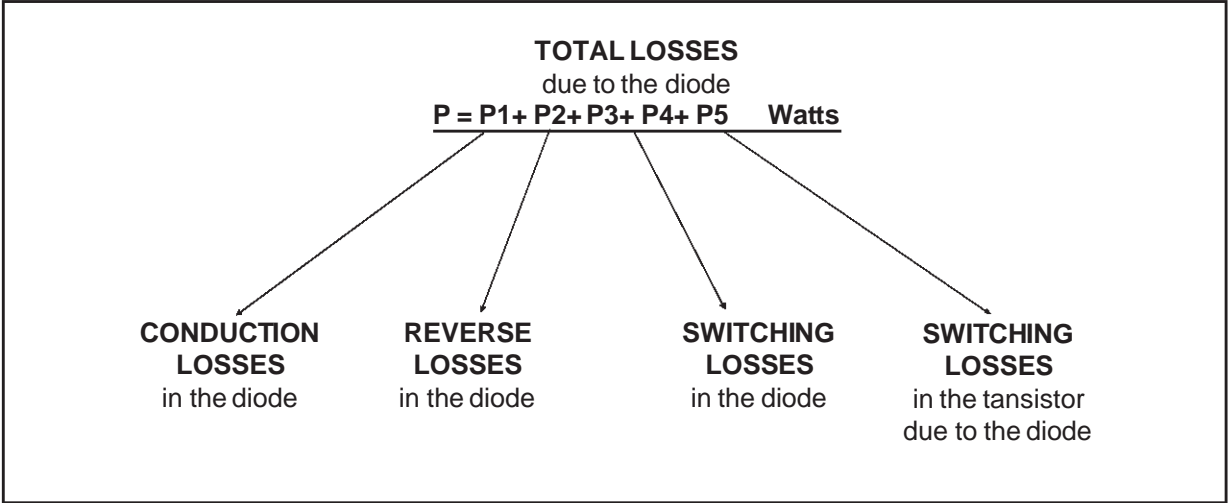 TOTAL LOSSES
due to the diode
P = P1+ P2+ P3+ P4+ P5 Watts
CONDUCTION LOSSES in the diode
REVERSE LOSSES in the diode
SWITCHING LOSSES in the diode
SWITCHING LOSSES in the tansistor due to the diode